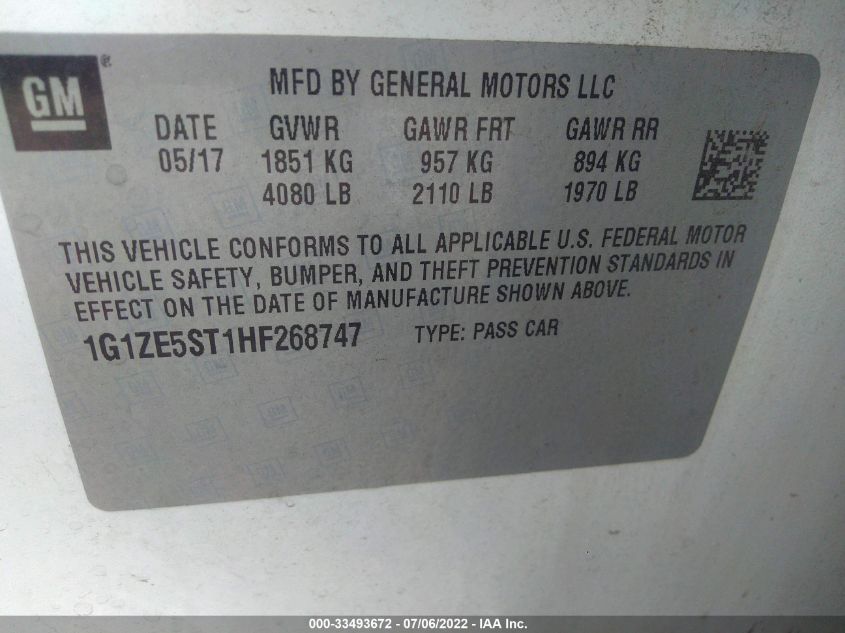 GM®
MFD BY GENERAL MOTORS LLC
DATE GVWR GAWR FRT GAWR RR
05/17 1851 KG 957 KG 894 KG
4080 LB 2110 LB 1970 LB
THIS VEHICLE CONFORMS TO ALL APPLICABLE U.S. FEDERAL MOTOR
VEHICLE SAFETY, BUMPER, AND THEFT PREVENTION STANDARDS IN
EFFECT ON THE DATE OF MANUFACTURE SHOWN ABOVE.
1G1ZE5ST1HF268747 TYPE: PASS CAR
000-33493672 - 07/06/2022 - IAA Inc.